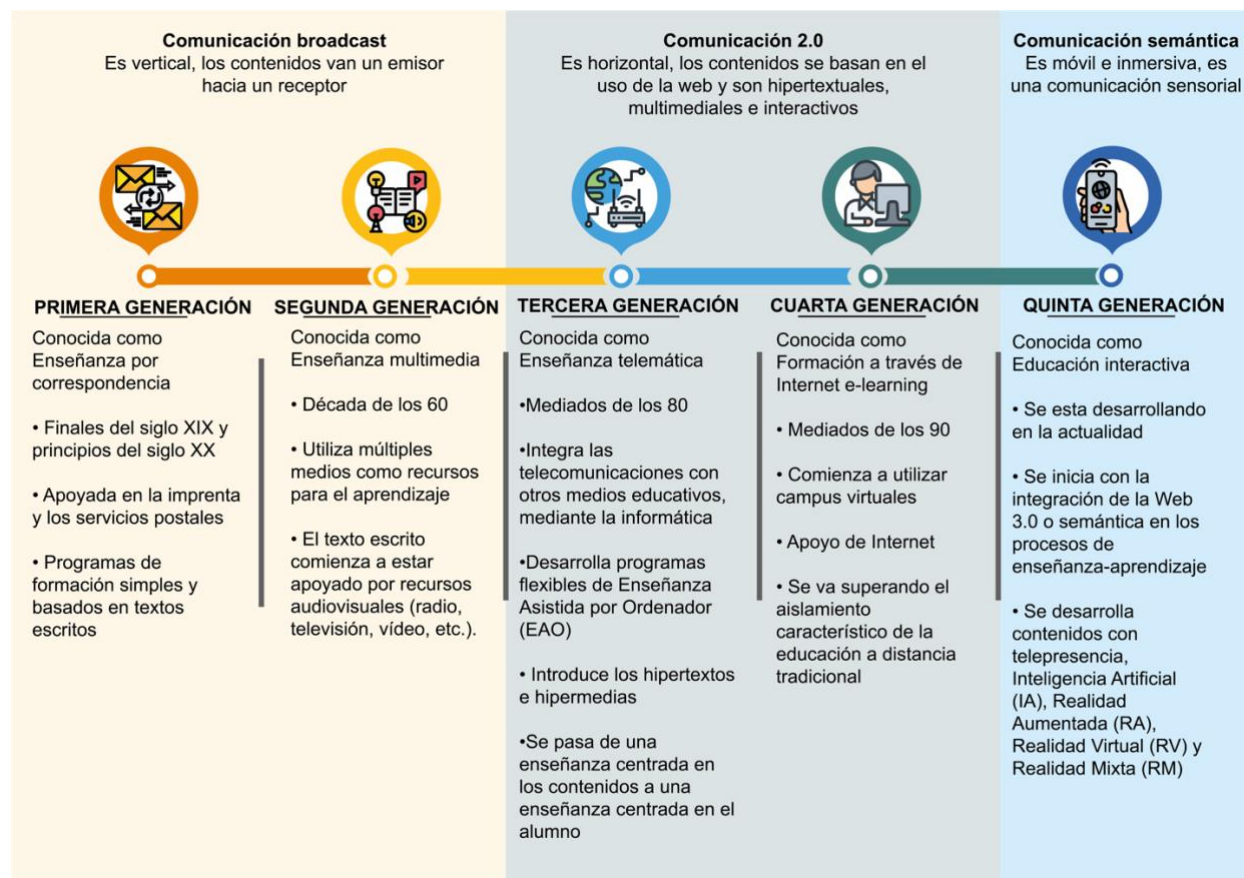 Comunicación broadcast
Es vertical, los contenidos van un emisor
hacia un receptor
Comunicación 2.0
Es horizontal, los contenidos se basan en el
uso de la web y son hipertextuales,
multimediales e interactivos
Comunicación semántica
Es móvil e inmersiva, es
una comunicación sensorial
PRIMERA GENERACIÓN
Conocida como
Enseñanza por
correspondencia
• Finales del siglo XIX y
principios del siglo XX
• Apoyada en la imprenta
y los servicios postales
• Programas de
formación simples y
basados en textos
escritos
SEGUNDA GENERACIÓN
Conocida como
Enseñanza multimedia
• Década de los 60
• Utiliza múltiples
medios como recursos
para el aprendizaje
• El texto escrito
comienza a estar
apoyado por recursos
audiovisuales (radio,
televisión, vídeo, etc.).
TERCERA GENERACIÓN
Conocida como
Enseñanza telemática
•Mediados de los 80
•Integra las
telecomunicaciones con
otros medios educativos,
mediante la informática
•Desarrolla programas
flexibles de Enseñanza
Asistida por Ordenador
(EAO)
• Introduce los hipertextos
e hipermedias
•Se pasa de una
enseñanza centrada en
los contenidos a una
enseñanza centrada en el
alumno
CUARTA GENERACIÓN
Conocida como
Formación a través de
Internet e-learning
• Mediados de los 90
• Comienza a utilizar
campus virtuales
• Apoyo de Internet
• Se va superando el
aislamiento
característico de la
educación a distancia
tradicional
QUINTA GENERACIÓN
Conocida como
Educación interactiva
• Se esta desarrollando
en la actualidad
• Se inicia con la
integración de la Web
3.0 o semántica en los
procesos de
enseñanza-aprendizaje
• Se desarrolla
contenidos con
telepresencia,
Inteligencia Artificial
(IA), Realidad
Aumentada (RA),
Realidad Virtual (RV) y
Realidad Mixta (RM)